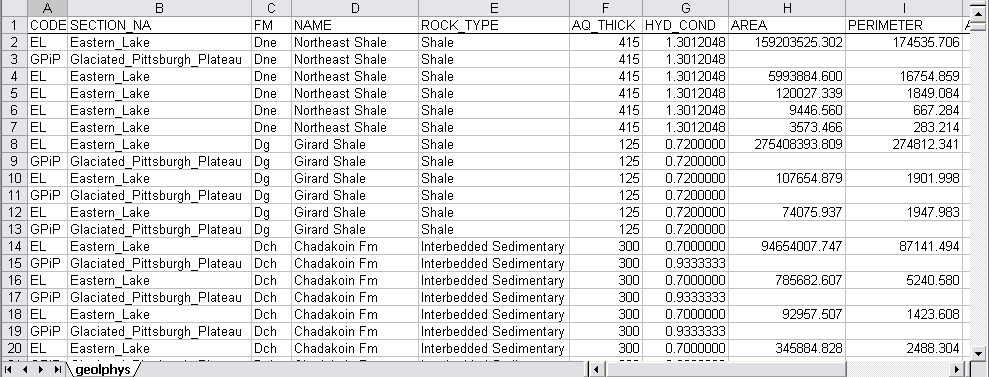 A B C D E F G H I
1 CODE SECTION_NA FM NAME ROCK_TYPE AQ_THICK HYD_COND AREA PERIMETER
2 EL Eastern_Lake Dne Northeast Shale Shale 415 1.3012048 159203525.302 174535.706
3 GPiP Glaciated_Pittsburgh_Plateau Dne Northeast Shale Shale 415 1.3012048
4 EL Eastern_Lake Dne Northeast Shale Shale 415 1.3012048 5993884.600 16754.859
5 EL Eastern_Lake Dne Northeast Shale Shale 415 1.3012048 120027.339 1849.084
6 EL Eastern_Lake Dne Northeast Shale Shale 415 1.3012048 9446.560 667.284
7 EL Eastern_Lake Dne Northeast Shale Shale 415 1.3012048 3573.466 283.214
8 EL Eastern_Lake Dg Girard Shale Shale 125 0.7200000 275408393.809 274812.341
9 GPiP Glaciated_Pittsburgh_Plateau Dg Girard Shale Shale 125 0.7200000
10 EL Eastern_Lake Dg Girard Shale Shale 125 0.7200000 107654.879 1901.998
11 GPiP Glaciated_Pittsburgh_Plateau Dg Girard Shale Shale 125 0.7200000
12 EL Eastern_Lake Dg Girard Shale Shale 125 0.7200000 74075.937 1947.983
13 GPiP Glaciated_Pittsburgh_Plateau Dg Girard Shale Shale 125 0.7200000
14 EL Eastern_Lake Dch Chadakoin Fm Interbedded Sedimentary 300 0.7000000 94654007.747 87141.494
15 GPiP Glaciated_Pittsburgh_Plateau Dch Chadakoin Fm Interbedded Sedimentary 300 0.9333333
16 EL Eastern_Lake Dch Chadakoin Fm Interbedded Sedimentary 300 0.7000000 785682.607 5240.580
17 GPiP Glaciated_Pittsburgh_Plateau Dch Chadakoin Fm Interbedded Sedimentary 300 0.9333333
18 EL Eastern_Lake Dch Chadakoin Fm Interbedded Sedimentary 300 0.7000000 92957.507 1423.608
19 GPiP Glaciated_Pittsburgh_Plateau Dch Chadakoin Fm Interbedded Sedimentary 300 0.9333333
20 EL Eastern_Lake Dch Chadakoin Fm Interbedded Sedimentary 300 0.7000000 345884.828 2488.304
geolphys